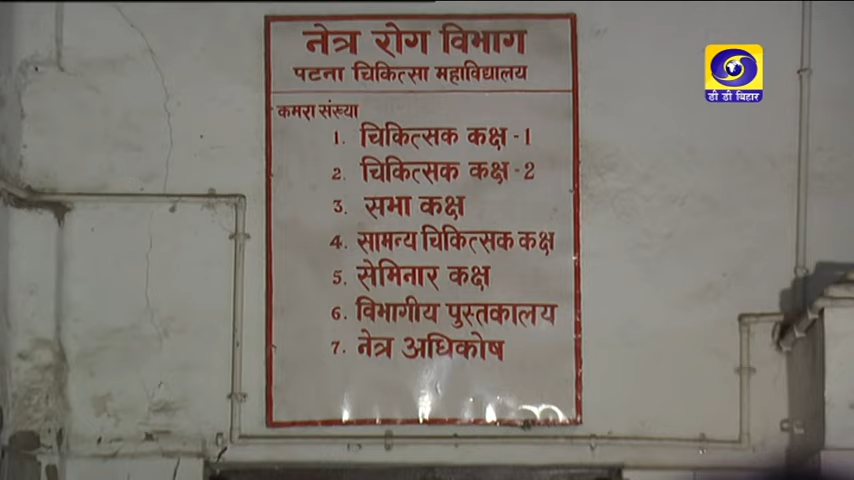 नेत्र रोग विभाग
पटना चिकित्सा महाविद्यालय
कमरा संख्या
1. चिकित्सक कक्ष - 1
2. चिकित्सक कक्ष - 2
3. सभा कक्ष
4. सामन्य चिकित्सक कक्ष
5. सेमिनार कक्ष
6. विभागीय पुस्तकालय
7. नेत्र अधिकोष
डी डी बिहार